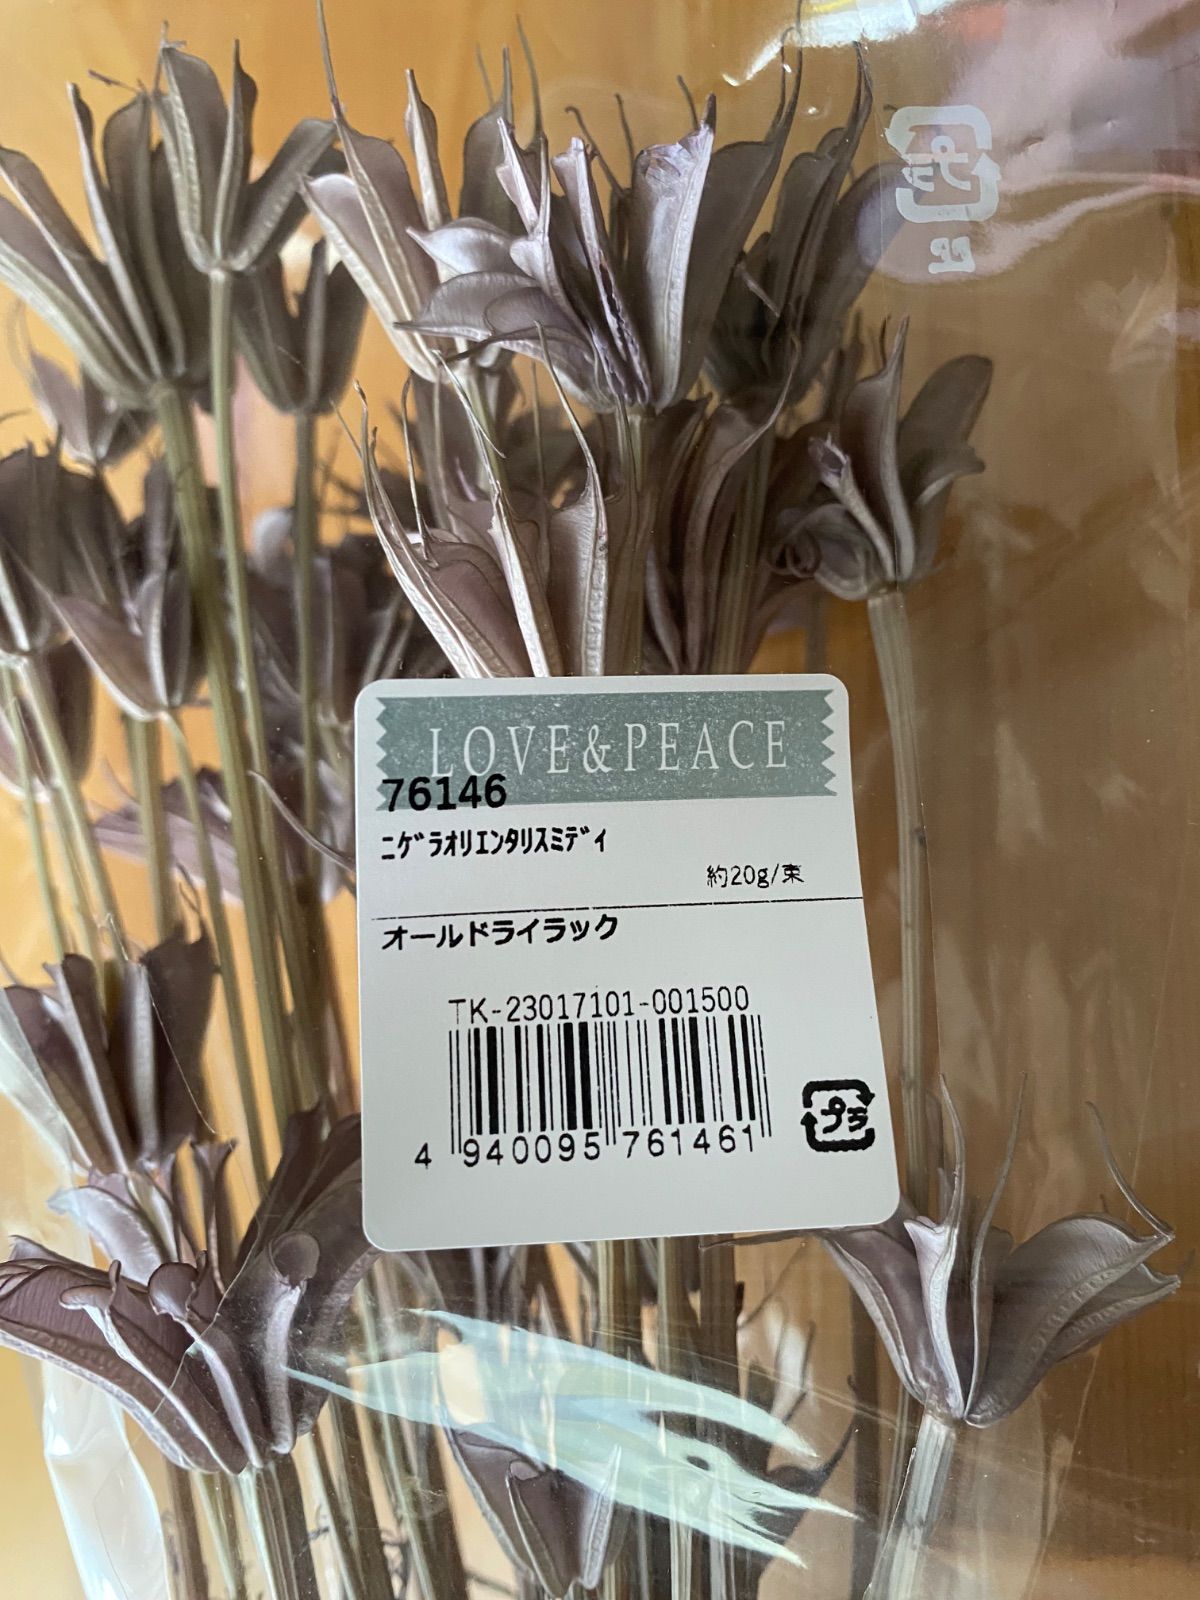 プラ
LOVE&PEACE
76146
ニゲラオリエンタリスミディ
約20g/束
オールドライラック
TK-23017101-001500
4 940095 761461
プラ